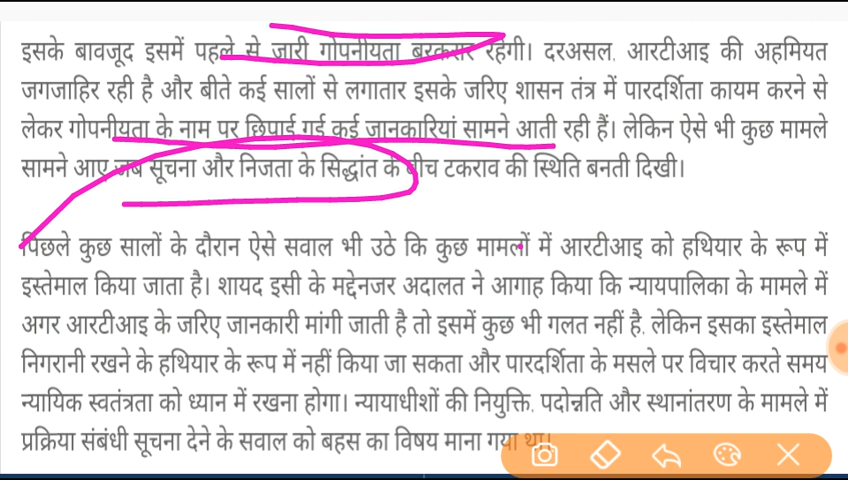 इसके बावजूद इसमें पहले से जारी गोपनीयता बरकरार रहेगी। दरअसल, आरटीआइ की अहमियत
जगजाहिर रही है और बीते कई सालों से लगातार इसके जरिए शासन तंत्र में पारदर्शिता कायम करने से
लेकर गोपनीयता के नाम पर छिपाई गई कई जानकारियां सामने आती रही हैं। लेकिन ऐसे भी कुछ मामले
सामने आए जब सूचना और निजता के सिद्धांत के बीच टकराव की स्थिति बनती दिखी।
पिछले कुछ सालों के दौरान ऐसे सवाल भी उठे कि कुछ मामलों में आरटीआइ को हथियार के रूप में
इस्तेमाल किया जाता है। शायद इसी के मद्देनजर अदालत ने आगाह किया कि न्यायपालिका के मामले में
अगर आरटीआइ के जरिए जानकारी मांगी जाती है तो इसमें कुछ भी गलत नहीं है, लेकिन इसका इस्तेमाल
निगरानी रखने के हथियार के रूप में नहीं किया जा सकता और पारदर्शिता के मसले पर विचार करते समय
न्यायिक स्वतंत्रता को ध्यान में रखना होगा। न्यायाधीशों की नियुक्ति, पदोन्नति और स्थानांतरण के मामले में
प्रक्रिया संबंधी सूचना देने के सवाल को बहस का विषय माना गया था।